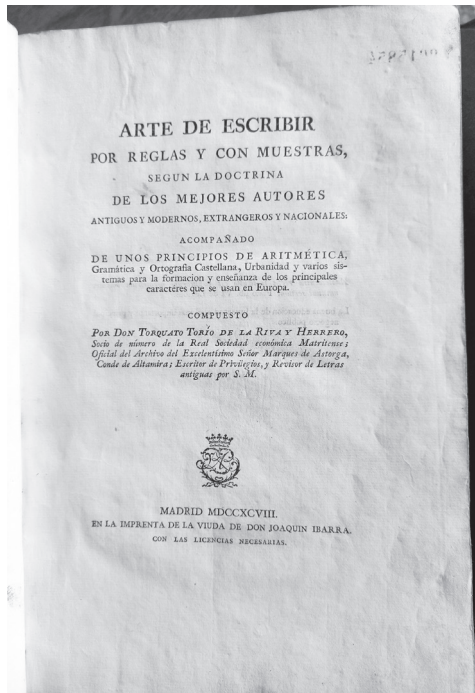 ARTE DE ESCRIBIR
POR REGLAS Y CON MUESTRAS,
SEGUN LA DOCTRINA
DE LOS MEJORES AUTORES
ANTIGUOS Y MODERNOS, EXTRANGEROS Y NACIONALES:
ACOMPAÑADO
DE UNOS PRINCIPIOS DE ARITMÉTICA,
Gramática y Ortografía Castellana, Urbanidad y varios sis-
temas para la formacion y enseñanza de los principales
caractéres que se usan en Europa.
COMPUESTO
POR DON TORQUATO TORÍO DE LA RIVA Y HERRERO,
Socio de número de la Real Sociedad económica Matritense;
Oficial del Archivo del Excelentísimo Señor Marques de Astorga,
Conde de Altamira; Escritor de Privilegios, y Revisor de Letras
antiguas por S. M.
MADRID MDCCXCVIII.
EN LA IMPRENTA DE LA VIUDA DE DON JOAQUIN IBARRA.
CON LAS LICENCIAS NECESARIAS.